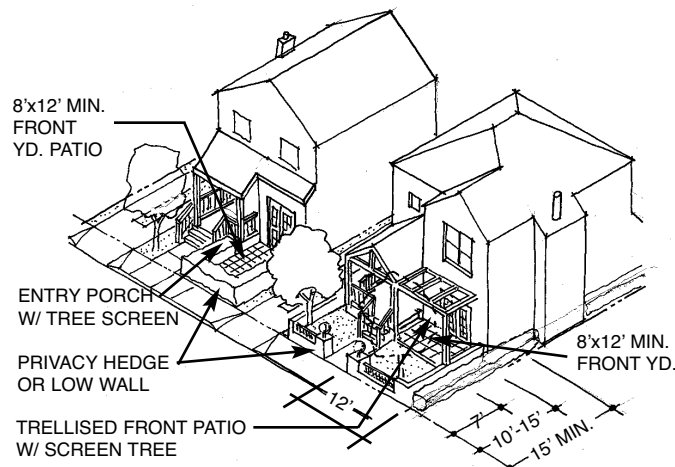 8’x12’ MIN.
FRONT
YD. PATIO
ENTRY PORCH
W/ TREE SCREEN
PRIVACY HEDGE
OR LOW WALL
TRELLISED FRONT PATIO
W/ SCREEN TREE
8’x12’ MIN.
FRONT YD.
12’
7’
10’-15’
15’ MIN.